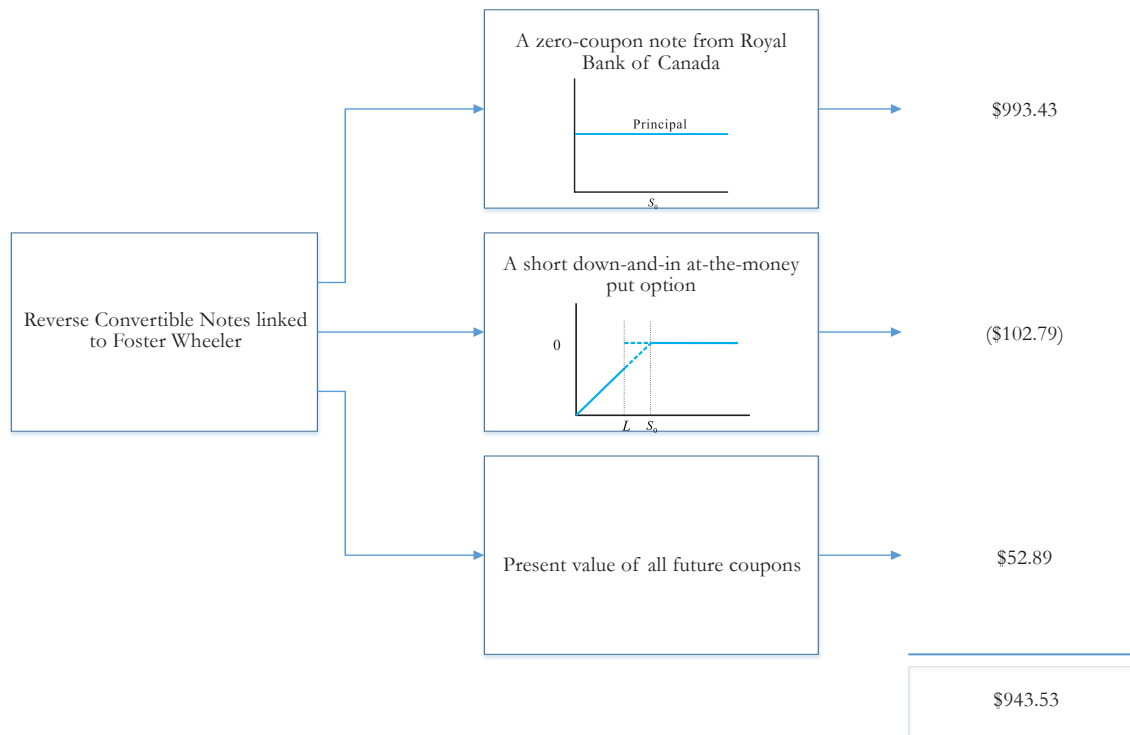 A zero-coupon note from Royal
Bank of Canada
Principal
S₀
$993.43
Reverse Convertible Notes linked
to Foster Wheeler
A short down-and-in at-the-money
put option
0
L
S₀
($102.79)
Present value of all future coupons
$52.89
$943.53